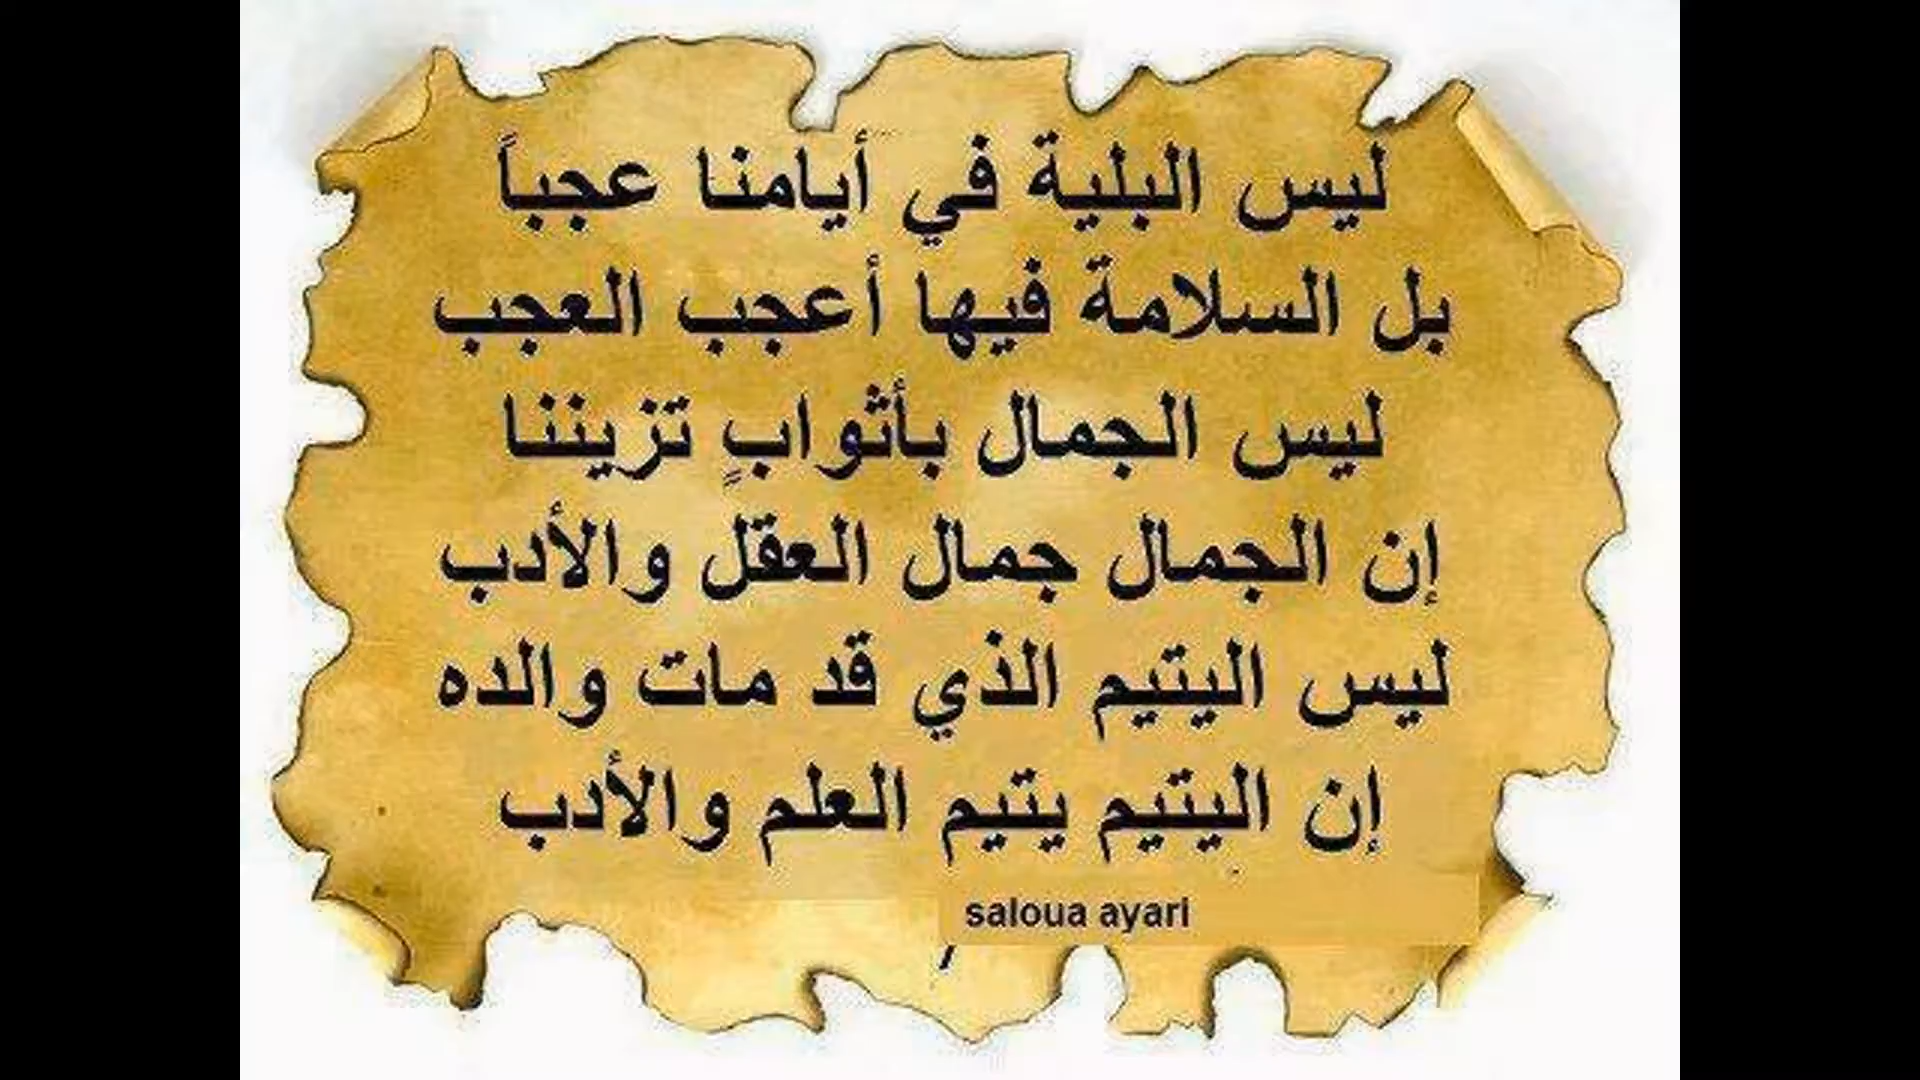 ليس البلية في أيامنا عجباً
بل السلامة فيها أعجب العجب
ليس الجمال بأثوابٍ تزيننا
إن الجمال جمال العقل والأدب
ليس اليتيم الذي قد مات والده
إن اليتيم يتيم العلم والأدب
saloua ayari